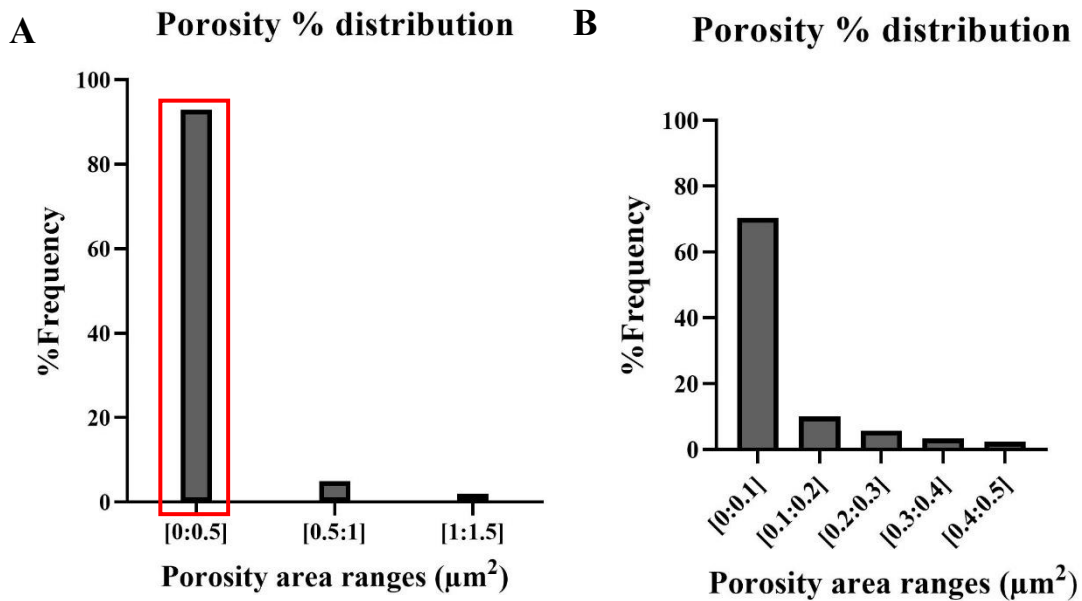 A
Porosity % distribution
%Frequency
100
80
60
40
20
0
[0:0.5]
[0.5:1]
[1:1.5]
Porosity area ranges (µm²)
B
Porosity % distribution
%Frequency
100
80
60
40
20
0
[0:0.1]
[0.1:0.2]
[0.2:0.3]
[0.3:0.4]
[0.4:0.5]
Porosity area ranges (µm²)